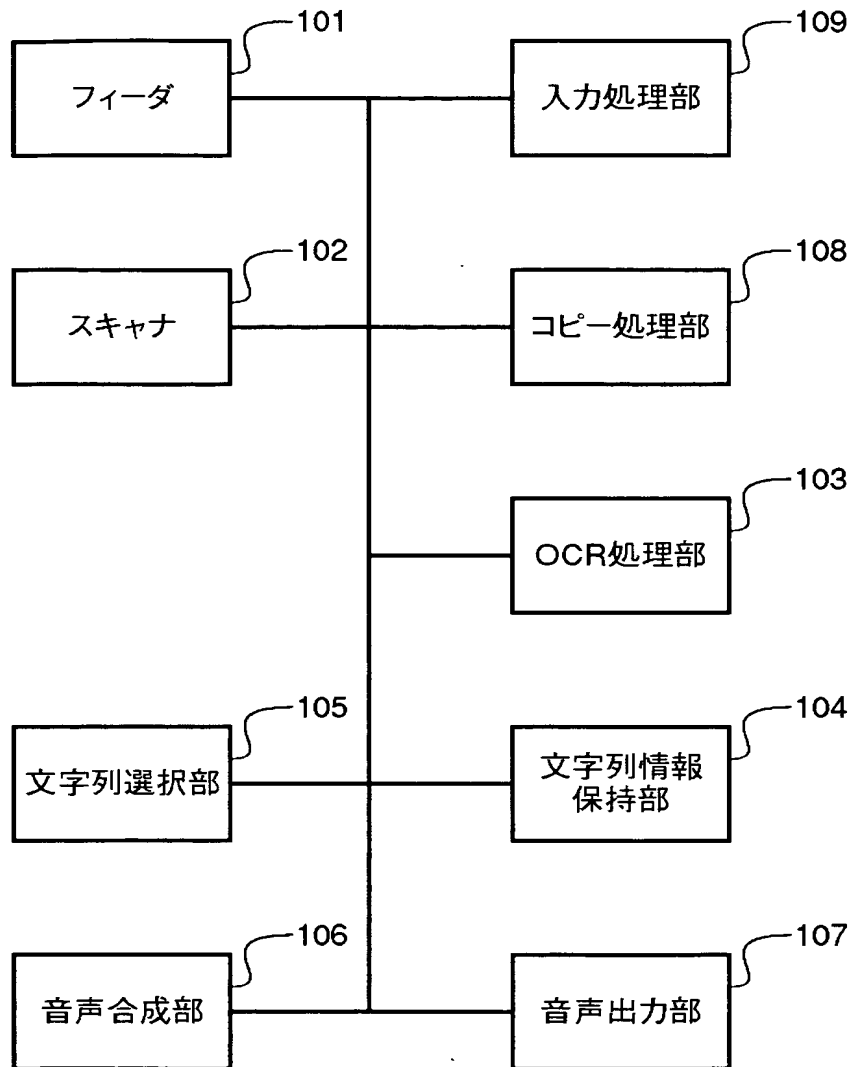 101
フィーダ
109
入力処理部
102
スキャナ
108
コピー処理部
103
OCR処理部
105
文字列選択部
104
文字列情報
保持部
106
音声合成部
107
音声出力部